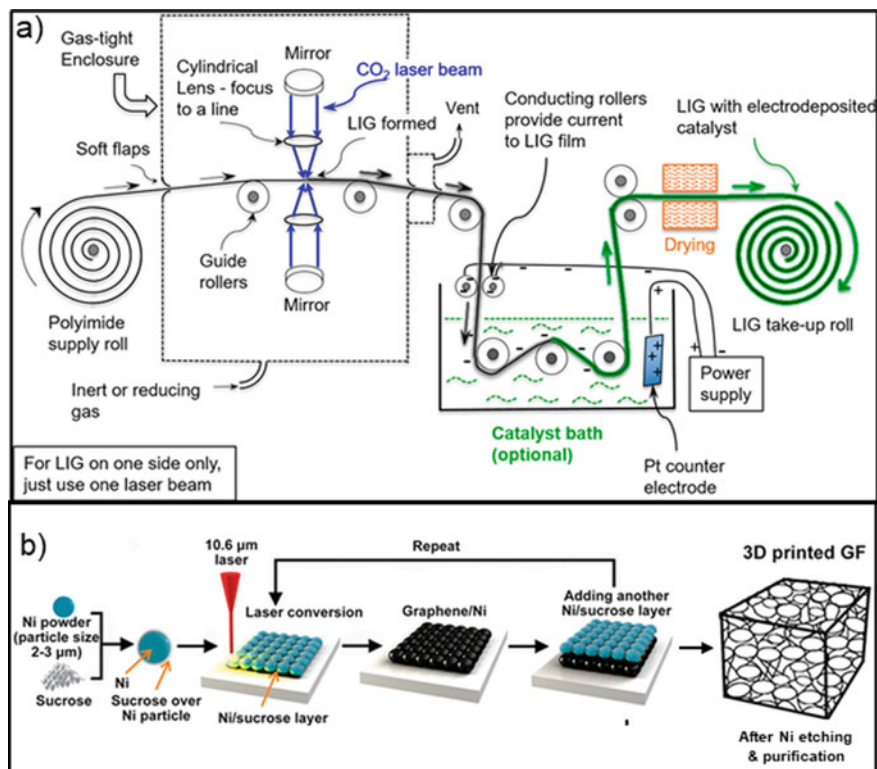 a)
Gas-tight
Enclosure
Mirror
Cylindrical
Lens - focus
to a line
CO₂ laser beam
LIG formed
Vent
Conducting rollers
provide current
to LIG film
LIG with electrodeposited
catalyst
Soft flaps
Guide
rollers
Mirror
Drying
Polyimide
supply roll
LIG take-up roll
Inert or reducing
gas
Catalyst bath
(optional)
Power
supply
Pt counter
electrode
For LIG on one side only,
just use one laser beam
b)
10.6 µm
laser
Repeat
3D printed GF
Ni powder
(particle size
2-3 µm)
Sucrose
Ni
Sucrose over
Ni particle
Laser conversion
Ni/sucrose layer
Graphene/Ni
Adding another
Ni/sucrose layer
After Ni etching
& purification